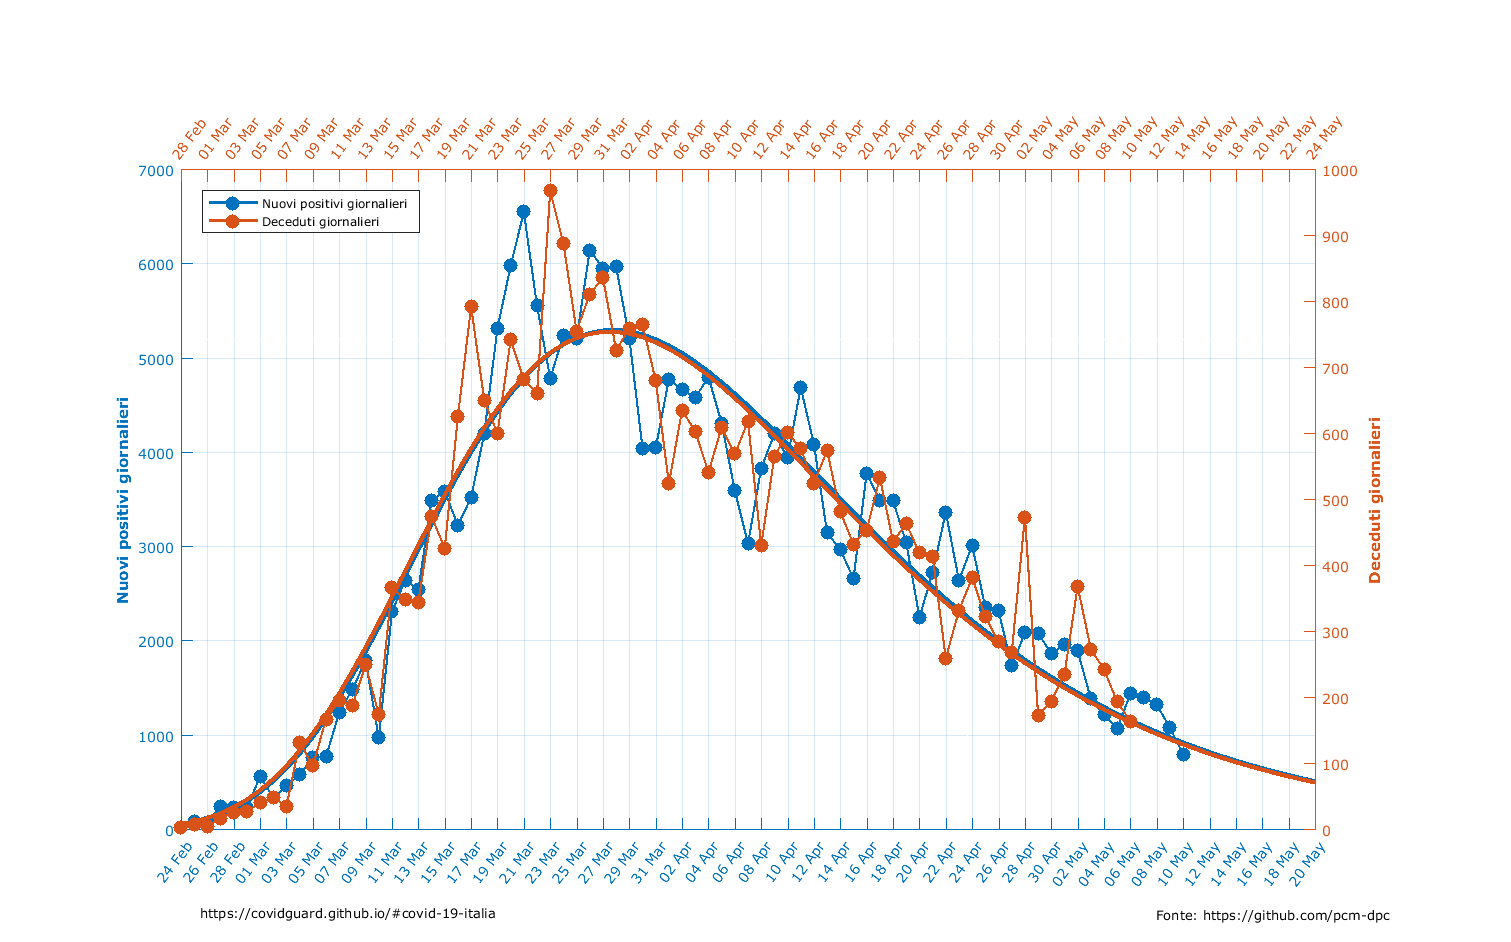 28 Feb
01 Mar
03 Mar
05 Mar
07 Mar
09 Mar
11 Mar
13 Mar
15 Mar
17 Mar
19 Mar
21 Mar
23 Mar
25 Mar
27 Mar
29 Mar
31 Mar
02 Apr
04 Apr
06 Apr
08 Apr
10 Apr
12 Apr
14 Apr
16 Apr
18 Apr
20 Apr
22 Apr
24 Apr
26 Apr
28 Apr
30 Apr
02 May
04 May
06 May
08 May
10 May
12 May
14 May
16 May
18 May
20 May
22 May
24 May
7000
6000
5000
4000
3000
2000
1000
0
Nuovi positivi giornalieri
Nuovi positivi giornalieri
Deceduti giornalieri
1000
900
800
700
600
500
400
300
200
100
0
Deceduti giornalieri
24 Feb
26 Feb
28 Feb
01 Mar
03 Mar
05 Mar
07 Mar
09 Mar
11 Mar
13 Mar
15 Mar
17 Mar
19 Mar
21 Mar
23 Mar
25 Mar
27 Mar
29 Mar
31 Mar
02 Apr
04 Apr
06 Apr
08 Apr
10 Apr
12 Apr
14 Apr
16 Apr
18 Apr
20 Apr
22 Apr
24 Apr
26 Apr
28 Apr
30 Apr
02 May
04 May
06 May
08 May
10 May
12 May
14 May
16 May
18 May
20 May
https://covidguard.github.io/#covid-19-italia
Fonte: https://github.com/pcm-dpc